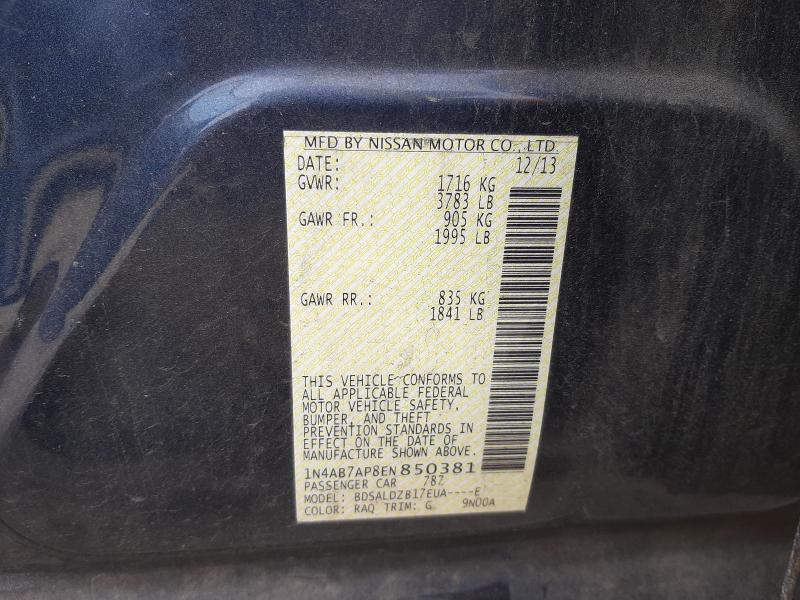 MFD BY NISSAN MOTOR CO., LTD.
DATE: 12/13
GVWR: 1716 KG
3783 LB
GAWR FR.: 905 KG
1995 LB
GAWR RR.: 835 KG
1841 LB
THIS VEHICLE CONFORMS TO
ALL APPLICABLE FEDERAL
MOTOR VEHICLE SAFETY,
BUMPER, AND THEFT
PREVENTION STANDARDS IN
EFFECT ON THE DATE OF
MANUFACTURE SHOWN ABOVE.
1N4AB7AP8EN850381
PASSENGER CAR 787
MODEL: BDSALDZB17EUA----E
COLOR: RAQ TRIM: G 9N00A